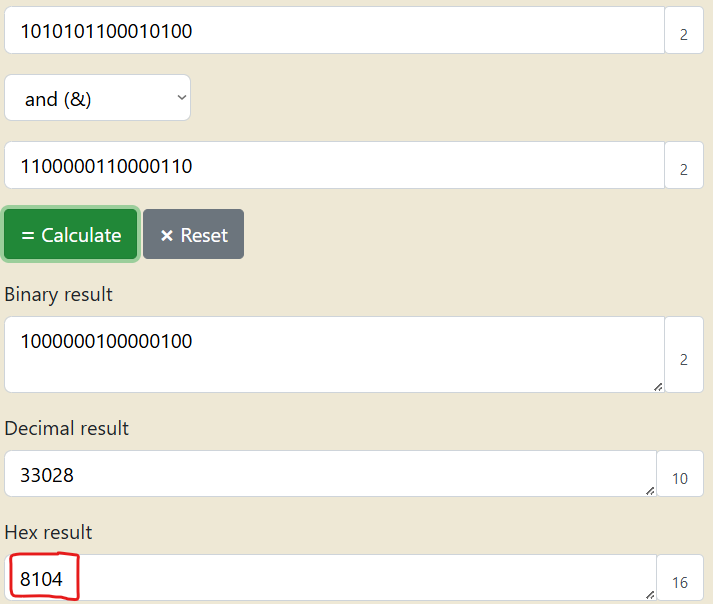 1010101100010100 2
and (&)
1100000110000110 2
= Calculate × Reset
Binary result
1000000100000100 2
Decimal result
33028 10
Hex result
8104 16